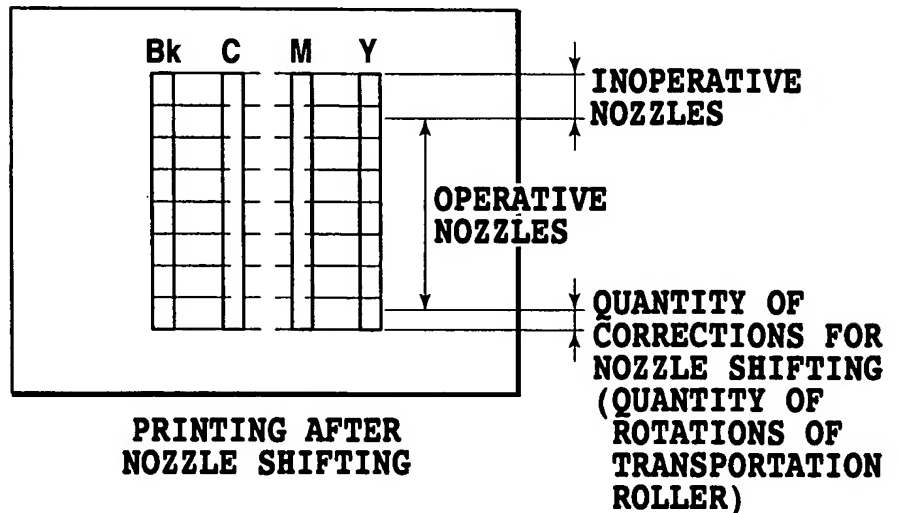 Bk C M Y
INOPERATIVE
NOZZLES
OPERATIVE
NOZZLES
QUANTITY OF
CORRECTIONS FOR
NOZZLE SHIFTING
(QUANTITY OF
ROTATIONS OF
TRANSPORTATION
ROLLER)
PRINTING AFTER
NOZZLE SHIFTING